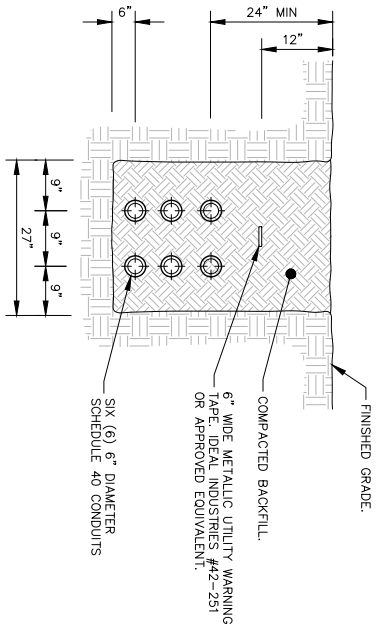 6"
24" MIN
12"
9"
9"
9"
27"
FINISHED GRADE.
COMPACTED BACKFILL.
6" WIDE METALLIC UTILITY WARNING
TAPE. IDEAL INDUSTRIES #42-251
OR APPROVED EQUIVALENT.
SIX (6) 6" DIAMETER
SCHEDULE 40 CONDUITS